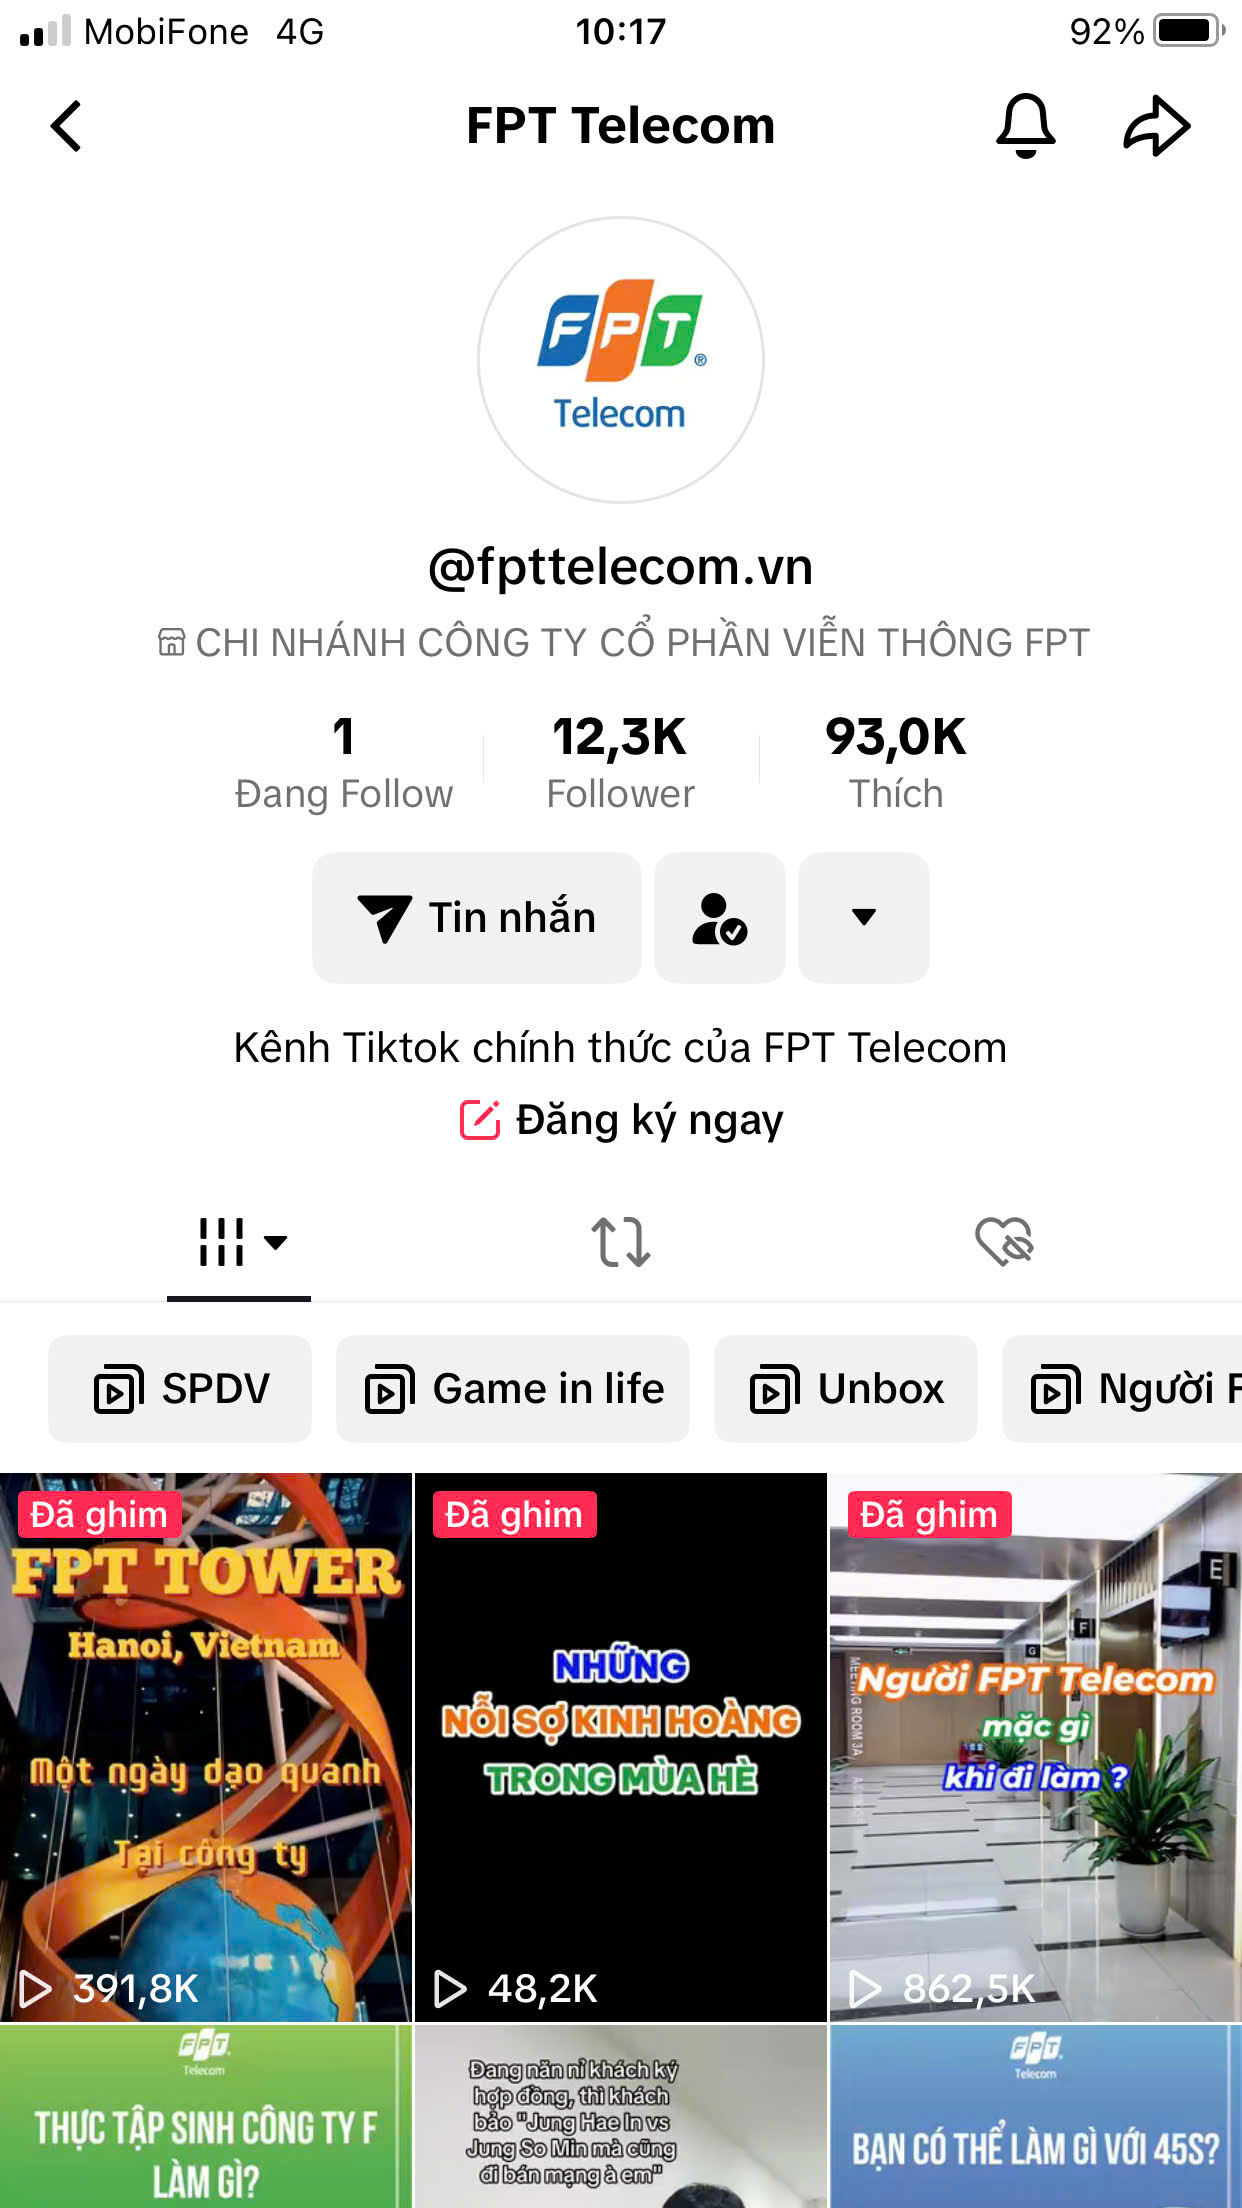 MobiFone 4G 10:17 92%
FPT Telecom
FPT®
Telecom
@fpttelecom.vn
CHI NHÁNH CÔNG TY CỔ PHẦN VIỄN THÔNG FPT
1 12,3K 93,0K
Đang Follow Follower Thích
Tin nhắn
Kênh Tiktok chính thức của FPT Telecom
Đăng ký ngay
SPDV Game in life Unbox Người F
Đã ghim
FPT TOWER
Hanoi, Vietnam
Một ngày dạo quanh
Tại công ty
391,8K
Đã ghim
NHỮNG
NỖI SỢ KINH HOÀNG
TRONG MÙA HÈ
48,2K
Đã ghim
E
F
G
MEETING ROOM 3A
Người FPT Telecom
mặc gì
khi đi làm ?
862,5K
FPT
Telecom
THỰC TẬP SINH CÔNG TY F
LÀM GÌ?
Đang năn nỉ khách ký
hợp đồng, thì khách
bảo "Jung Hae In vs
Jung So Min mà cũng
đi bán mạng à em"
FPT
Telecom
BẠN CÓ THỂ LÀM GÌ VỚI 45S?